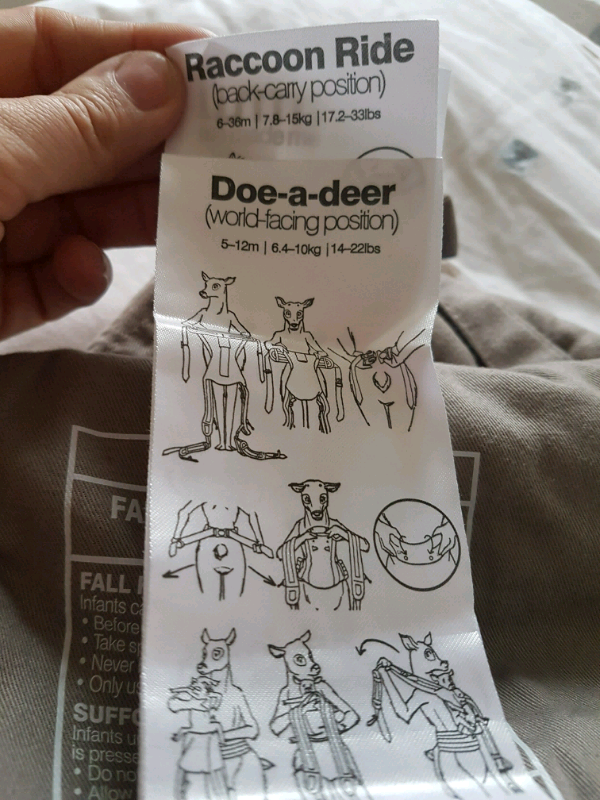 Raccoon Ride
(back-carry position)
6–36m | 7.8–15kg | 17.2–33lbs
Doe-a-deer
(world-facing position)
5–12m | 6.4–10kg | 14–22lbs
FA
FALL
Infants
• Before
• Take
• Never
• Only
SUFFO
Infants
is presse
• Do no
• Allow